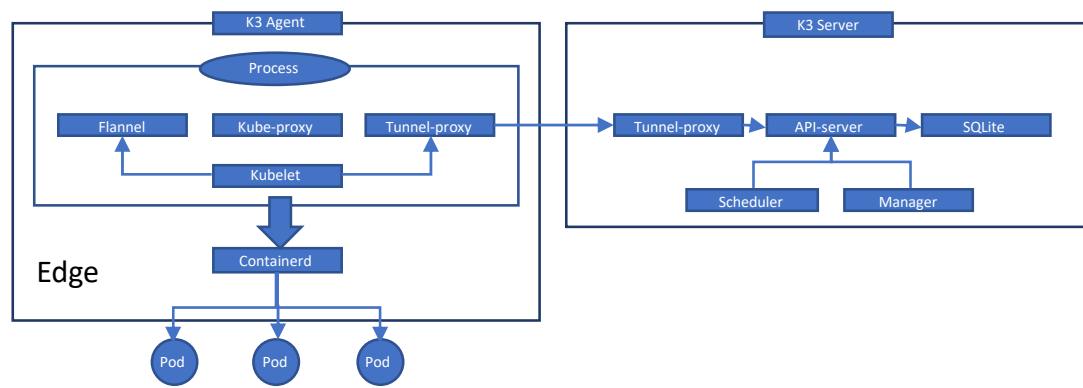 K3 Agent
K3 Server
Process
Flannel
Kube-proxy
Tunnel-proxy
Tunnel-proxy
API-server
SQLite
Kubelet
Scheduler
Manager
Containerd
Edge
Pod
Pod
Pod